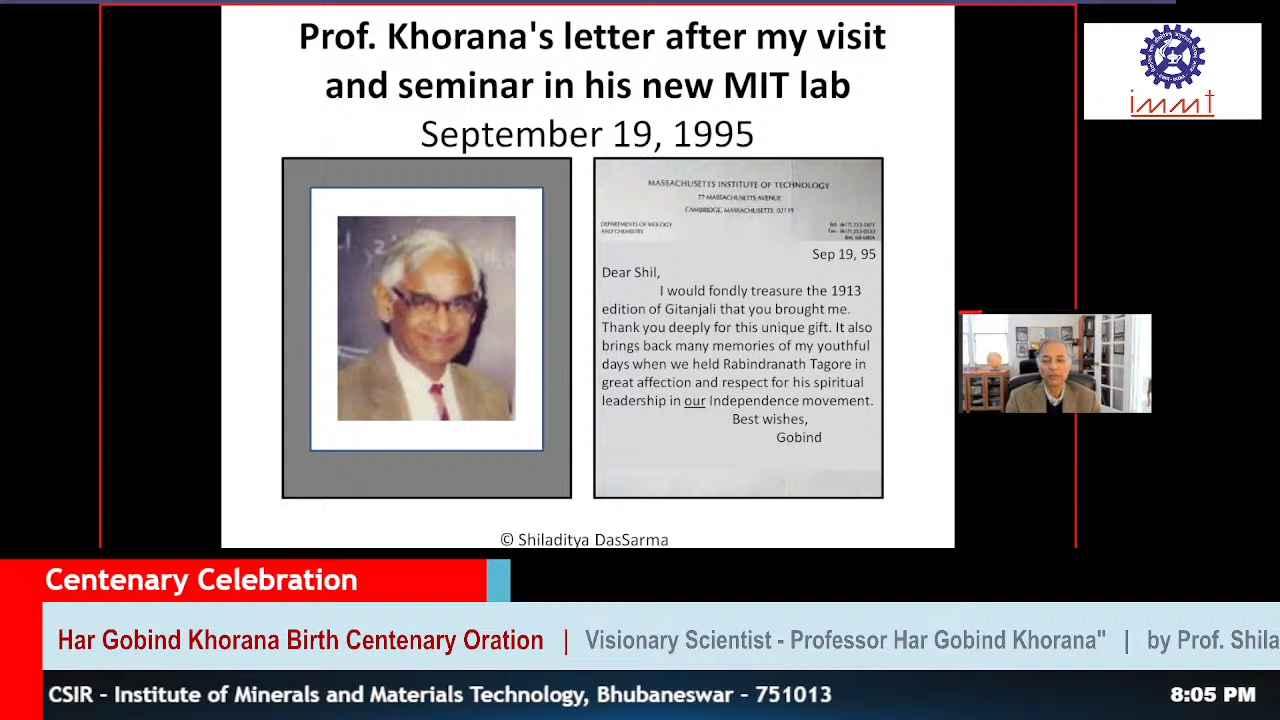 Prof. Khorana's letter after my visit
and seminar in his new MIT lab
September 19, 1995
MASSACHUSETTS INSTITUTE OF TECHNOLOGY
77 MASSACHUSETTS AVENUE
CAMBRIDGE, MASSACHUSETTS 02139
DEPARTMENTS OF BIOLOGY
AND CHEMISTRY
Sep 19, 95
Dear Shil,
I would fondly treasure the 1913
edition of Gitanjali that you brought me.
Thank you deeply for this unique gift. It also
brings back many memories of my youthful
days when we held Rabindranath Tagore in
great affection and respect for his spiritual
leadership in our Independence movement.
Best wishes,
Gobind
© Shiladitya DasSarma
immt
Centenary Celebration
Har Gobind Khorana Birth Centenary Oration | Visionary Scientist - Professor Har Gobind Khorana" | by Prof. Shila
CSIR - Institute of Minerals and Materials Technology, Bhubaneswar - 751013
8:05 PM